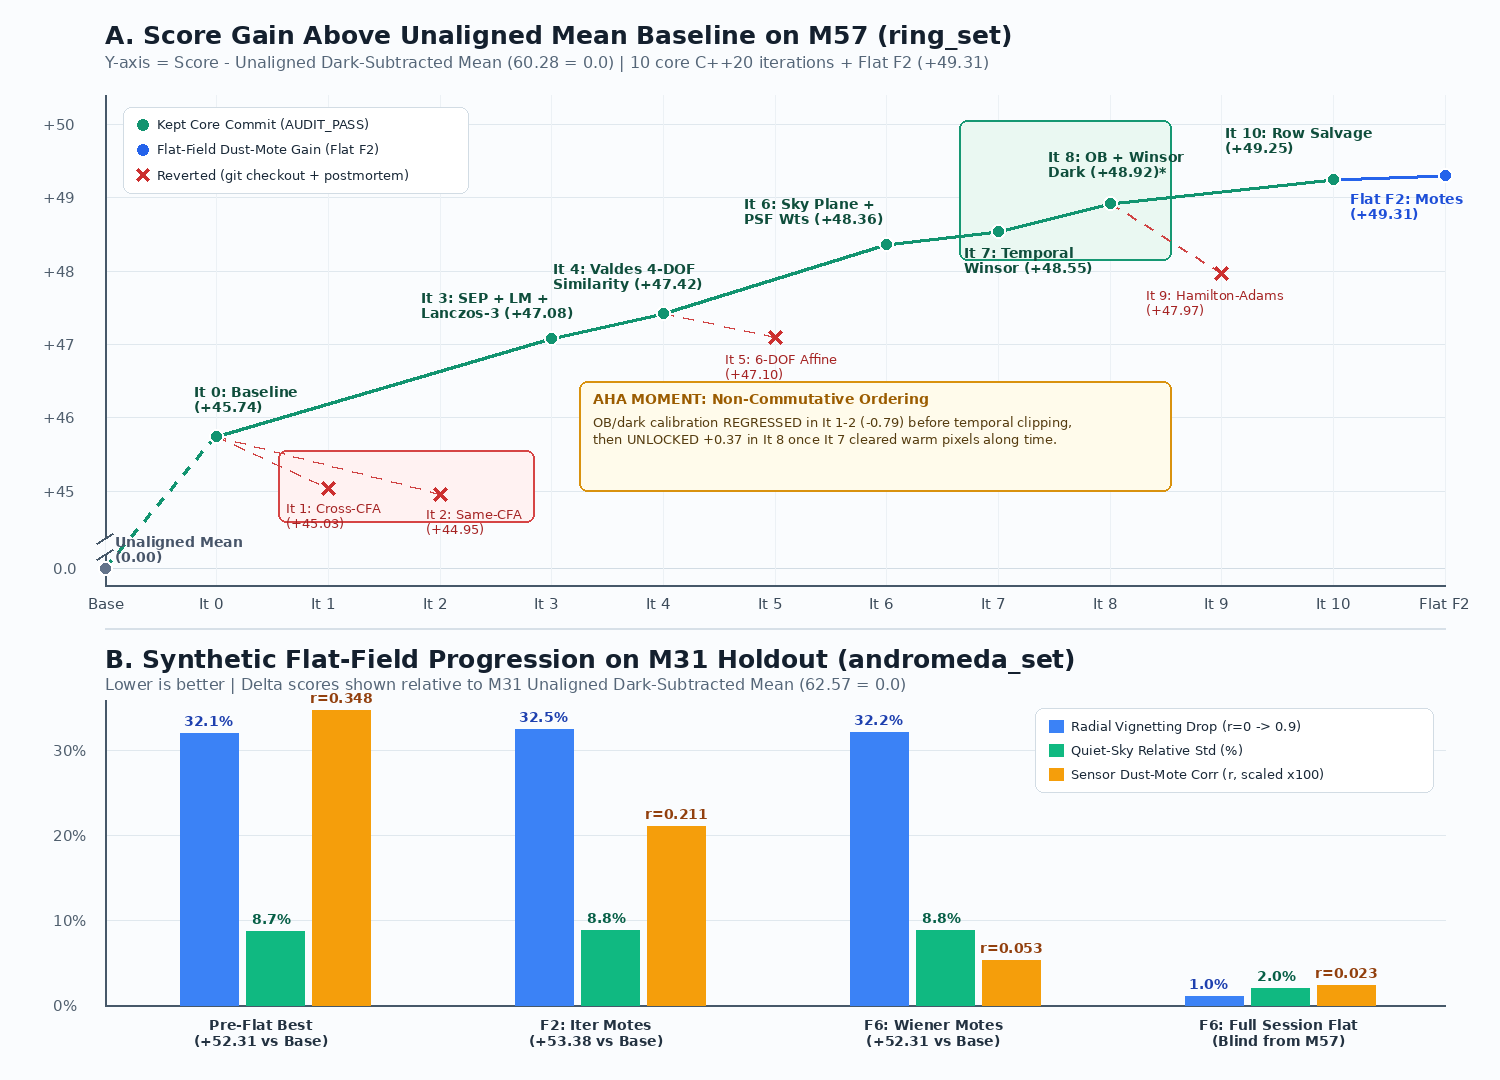 A. Score Gain Above Unaligned Mean Baseline on M57 (ring_set)
Y-axis = Score - Unaligned Dark-Subtracted Mean (60.28 = 0.0) | 10 core C++20 iterations + Flat F2 (+49.31)
+50
+49
+48
+47
+46
+45
0.0
Kept Core Commit (AUDIT_PASS)
Flat-Field Dust-Mote Gain (Flat F2)
Reverted (git checkout + postmortem)
Unaligned Mean
(0.00)
It 0: Baseline
(+45.74)
It 1: Cross-CFA
(+45.03)
It 2: Same-CFA
(+44.95)
It 3: SEP + LM +
Lanczos-3 (+47.08)
It 4: Valdes 4-DOF
Similarity (+47.42)
It 5: 6-DOF Affine
(+47.10)
It 6: Sky Plane +
PSF Wts (+48.36)
It 7: Temporal
Winsor (+48.55)
It 8: OB + Winsor
Dark (+48.92)*
It 9: Hamilton-Adams
(+47.97)
It 10: Row Salvage
(+49.25)
Flat F2: Motes
(+49.31)
AHA MOMENT: Non-Commutative Ordering
OB/dark calibration REGRESSED in It 1-2 (-0.79) before temporal clipping,
then UNLOCKED +0.37 in It 8 once It 7 cleared warm pixels along time.
Base
It 0
It 1
It 2
It 3
It 4
It 5
It 6
It 7
It 8
It 9
It 10
Flat F2
B. Synthetic Flat-Field Progression on M31 Holdout (andromeda_set)
Lower is better | Delta scores shown relative to M31 Unaligned Dark-Subtracted Mean (62.57 = 0.0)
30%
20%
10%
0%
Radial Vignetting Drop (r=0 -> 0.9)
Quiet-Sky Relative Std (%)
Sensor Dust-Mote Corr (r, scaled x100)
32.1%
8.7%
r=0.348
32.5%
8.8%
r=0.211
32.2%
8.8%
r=0.053
1.0%
2.0%
r=0.023
Pre-Flat Best
(+52.31 vs Base)
F2: Iter Motes
(+53.38 vs Base)
F6: Wiener Motes
(+52.31 vs Base)
F6: Full Session Flat
(Blind from M57)